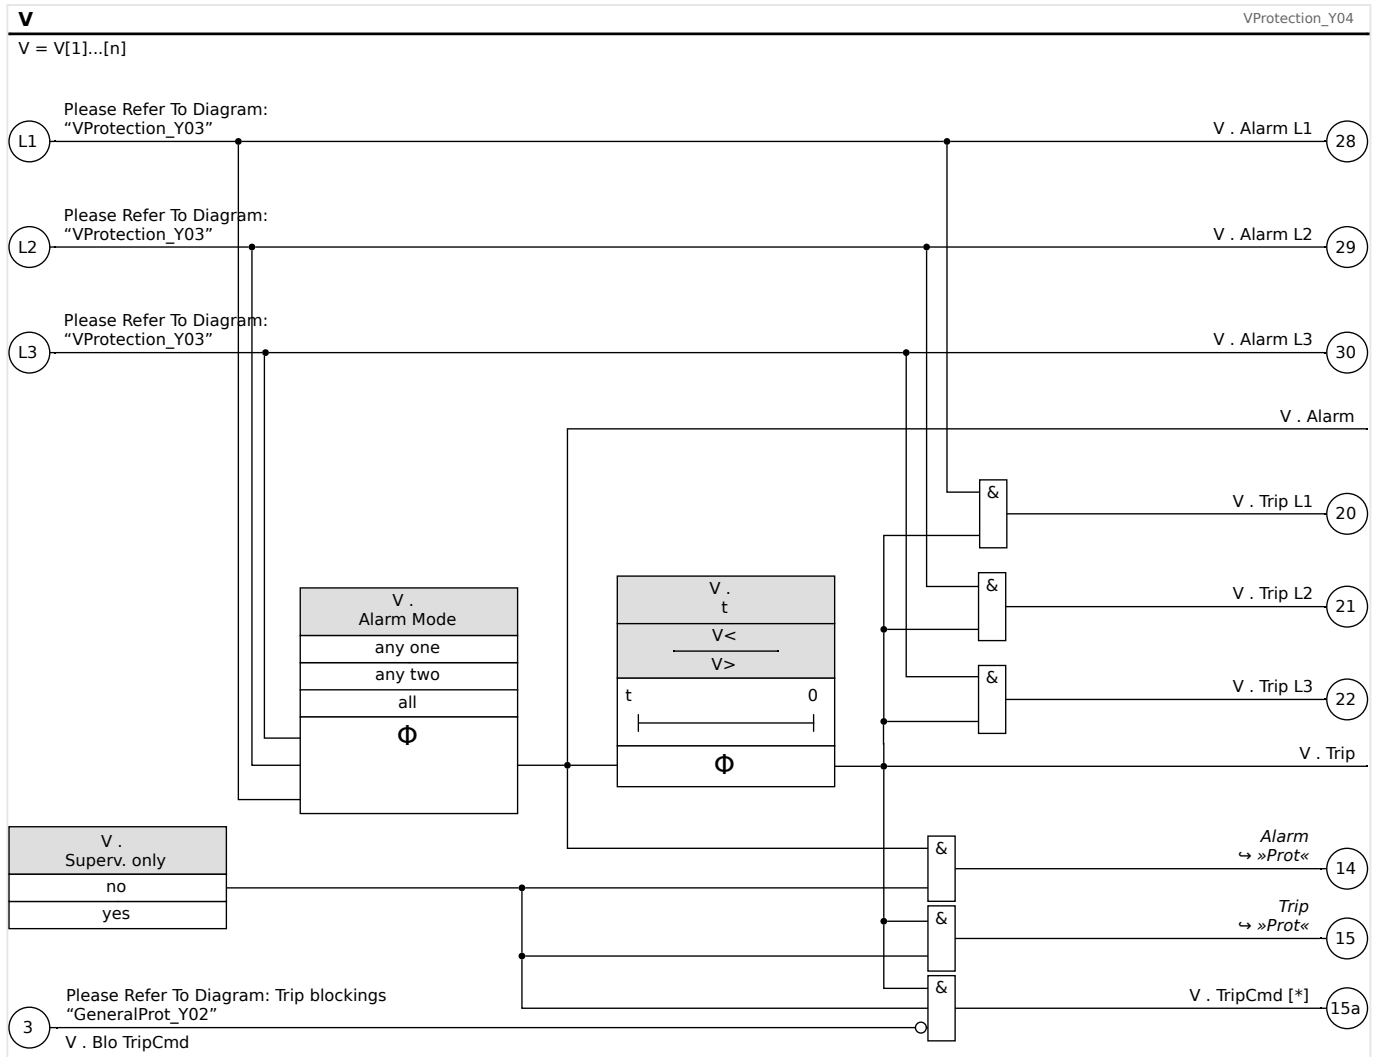 V
VProtection_Y04
V = V[1]...[n]
Please Refer To Diagram:
“VProtection_Y03”
L1
V . Alarm L1
28
Please Refer To Diagram:
“VProtection_Y03”
L2
V . Alarm L2
29
Please Refer To Diagram:
“VProtection_Y03”
L3
V . Alarm L3
30
V . Alarm
&
V . Trip L1
20
&
V . Trip L2
21
&
V . Trip L3
22
V .
Alarm Mode
any one
any two
all
Φ
V .
t
V<
V>
t 0
Φ
V . Trip
V .
Superv. only
no
yes
&
Alarm
↪ »Prot«
14
&
Trip
↪ »Prot«
15
&
V . TripCmd [*]
15a
Please Refer To Diagram: Trip blockings
“GeneralProt_Y02”
3
V . Blo TripCmd